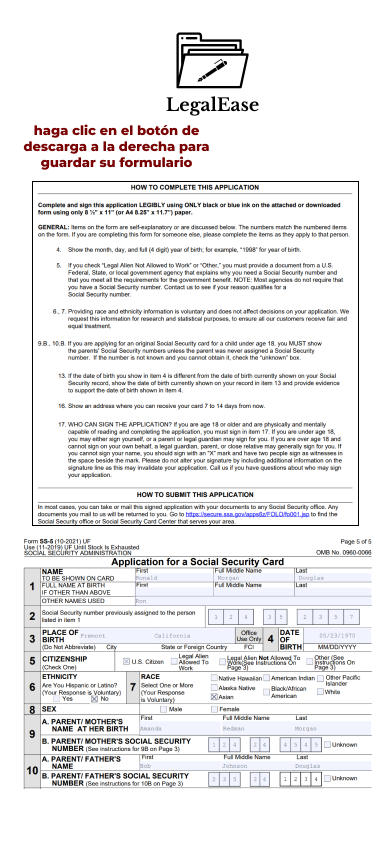 LegalEase
haga clic en el botón de
descarga a la derecha para
guardar su formulario
HOW TO COMPLETE THIS APPLICATION
Complete and sign this application LEGIBLY using ONLY black or blue ink on the attached or downloaded
form using only 8 ½" x 11" (or A4 8.25" x 11.7") paper.
GENERAL: Items on the form are self-explanatory or are discussed below. The numbers match the numbered items
on the form. If you are completing this form for someone else, please complete the items as they apply to that person.
4. Show the month, day, and full (4 digit) year of birth; for example, "1998" for year of birth.
5. If you check "Legal Alien Not Allowed to Work" or "Other," you must provide a document from a U.S.
Federal, State, or local government agency that explains why you need a Social Security number and
that you meet all the requirements for the government benefit. NOTE: Most agencies do not require that
you have a Social Security number. Contact us to see if your reason qualifies for a
Social Security number.
6., 7. Providing race and ethnicity information is voluntary and does not affect decisions on your application. We
request this information for research and statistical purposes, to ensure all our customers receive fair and
equal treatment.
9.B., 10.B. If you are applying for an original Social Security card for a child under age 18, you MUST show
the parents' Social Security numbers unless the parent was never assigned a Social Security
number. If the number is not known and you cannot obtain it, check the "unknown" box.
13. If the date of birth you show in item 4 is different from the date of birth currently shown on your Social
Security record, show the date of birth currently shown on your record in item 13 and provide evidence
to support the date of birth shown in item 4.
16. Show an address where you can receive your card 7 to 14 days from now.
17. WHO CAN SIGN THE APPLICATION? If you are age 18 or older and are physically and mentally
capable of reading and completing the application, you must sign in item 17. If you are under age 18,
you may either sign yourself, or a parent or legal guardian may sign for you. If you are over age 18 and
cannot sign on your own behalf, a legal guardian, parent, or close relative may generally sign for you. If
you cannot sign your name, you should sign with an "X" mark and have two people sign as witnesses in
the space beside the mark. Please do not alter your signature by including additional information on the
signature line as this may invalidate your application. Call us if you have questions about who may sign
your application.
HOW TO SUBMIT THIS APPLICATION
In most cases, you can take or mail this signed application with your documents to any Social Security office. Any
documents you mail to us will be returned to you. Go to https://secure.ssa.gov/apps6z/FOLO/fo001.jsp to find the
Social Security office or Social Security Card Center that serves your area.
Form SS-5 (10-2021) UF Page 5 of 5
Use (11-2019) UF Until Stock Is Exhausted
SOCIAL SECURITY ADMINISTRATION OMB No. 0960-0066
Application for a Social Security Card
1 NAME First Full Middle Name Last
TO BE SHOWN ON CARD Ronald Morgan Douglas
FULL NAME AT BIRTH First Full Middle Name Last
IF OTHER THAN ABOVE
OTHER NAMES USED Ron
2 Social Security number previously assigned to the person
listed in item 1
3 PLACE OF BIRTH Fremont California Office Use Only 4 DATE OF BIRTH 05/23/1970
(Do Not Abbreviate) City State or Foreign Country FCI MM/DD/YYYY
5 CITIZENSHIP U.S. Citizen Legal Alien Allowed To Work Legal Alien Not Allowed To Work(See Instructions On Page 3) Other (See Instructions On Page 3)
(Check One)
6 ETHNICITY 7 RACE Native Hawaiian American Indian Other Pacific Islander
Are You Hispanic or Latino? Select One or More Alaska Native Black/African American White
(Your Response is Voluntary) (Your Response is Voluntary) Asian
Yes No
8 SEX Male Female
9 A. PARENT/ MOTHER'S NAME AT HER BIRTH First Full Middle Name Last
Amanda Redman Morgan
B. PARENT/ MOTHER'S SOCIAL SECURITY
NUMBER (See instructions for 9B on Page 3) Unknown
10 A. PARENT/ FATHER'S NAME First Full Middle Name Last
Bob Johnson Douglas
B. PARENT/ FATHER'S SOCIAL SECURITY
NUMBER (See instructions for 10B on Page 3) Unknown